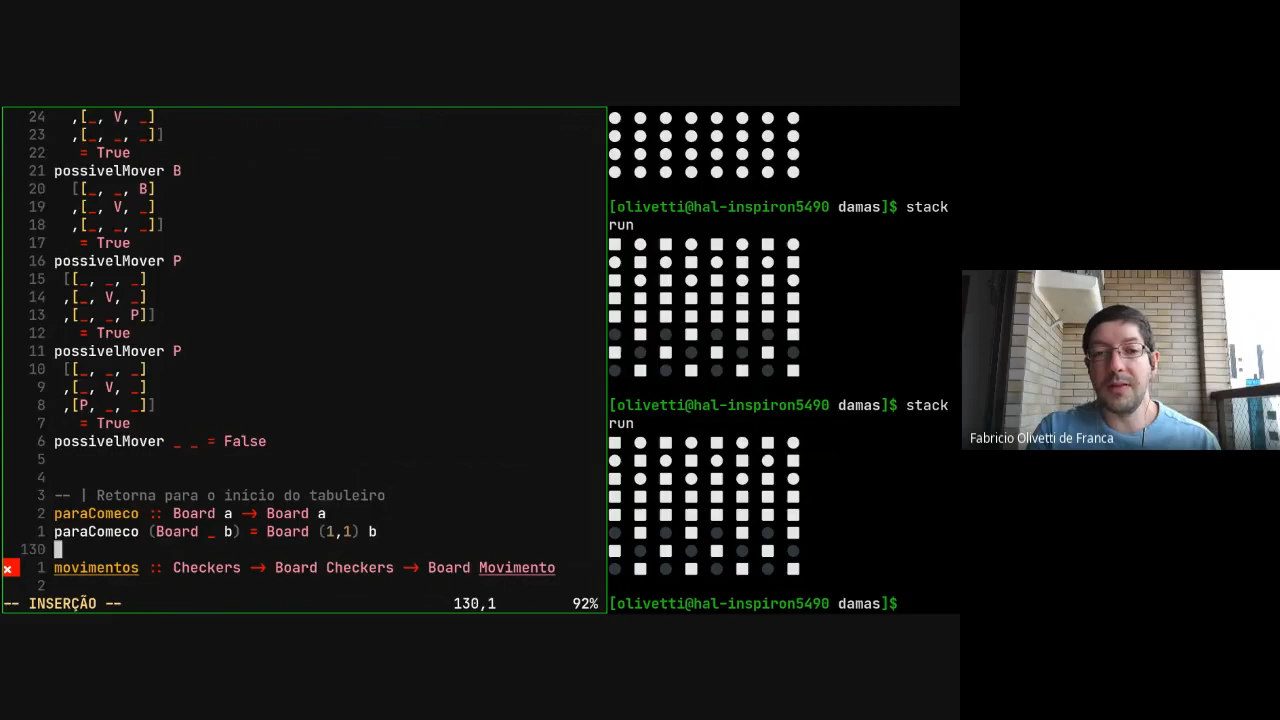 24 ,[_, V, _]
23 ,[_, _, _]]
22 = True
21 possivelMover B
20 [[_, _, B]
19 ,[_, V, _]
18 ,[_, _, _]]
17 = True
16 possivelMover P
15 [[_, _, _]
14 ,[_, V, _]
13 ,[_, _, P]]
12 = True
11 possivelMover P
10 [[_, _, _]
9 ,[_, V, _]
8 ,[P, _, _]]
7 = True
6 possivelMover _ _ = False
5
4
3 -- | Retorna para o inicio do tabuleiro
2 paraComeco :: Board a → Board a
1 paraComeco (Board _ b) = Board (1,1) b
130
× 1 movimentos :: Checkers → Board Checkers → Board Movimento
2
-- INSERÇÃO -- 130,1 92%
[olivetti@hal-inspiron5490 damas]$ stack
run
[olivetti@hal-inspiron5490 damas]$ stack
run
[olivetti@hal-inspiron5490 damas]$
Fabricio Olivetti de Franca